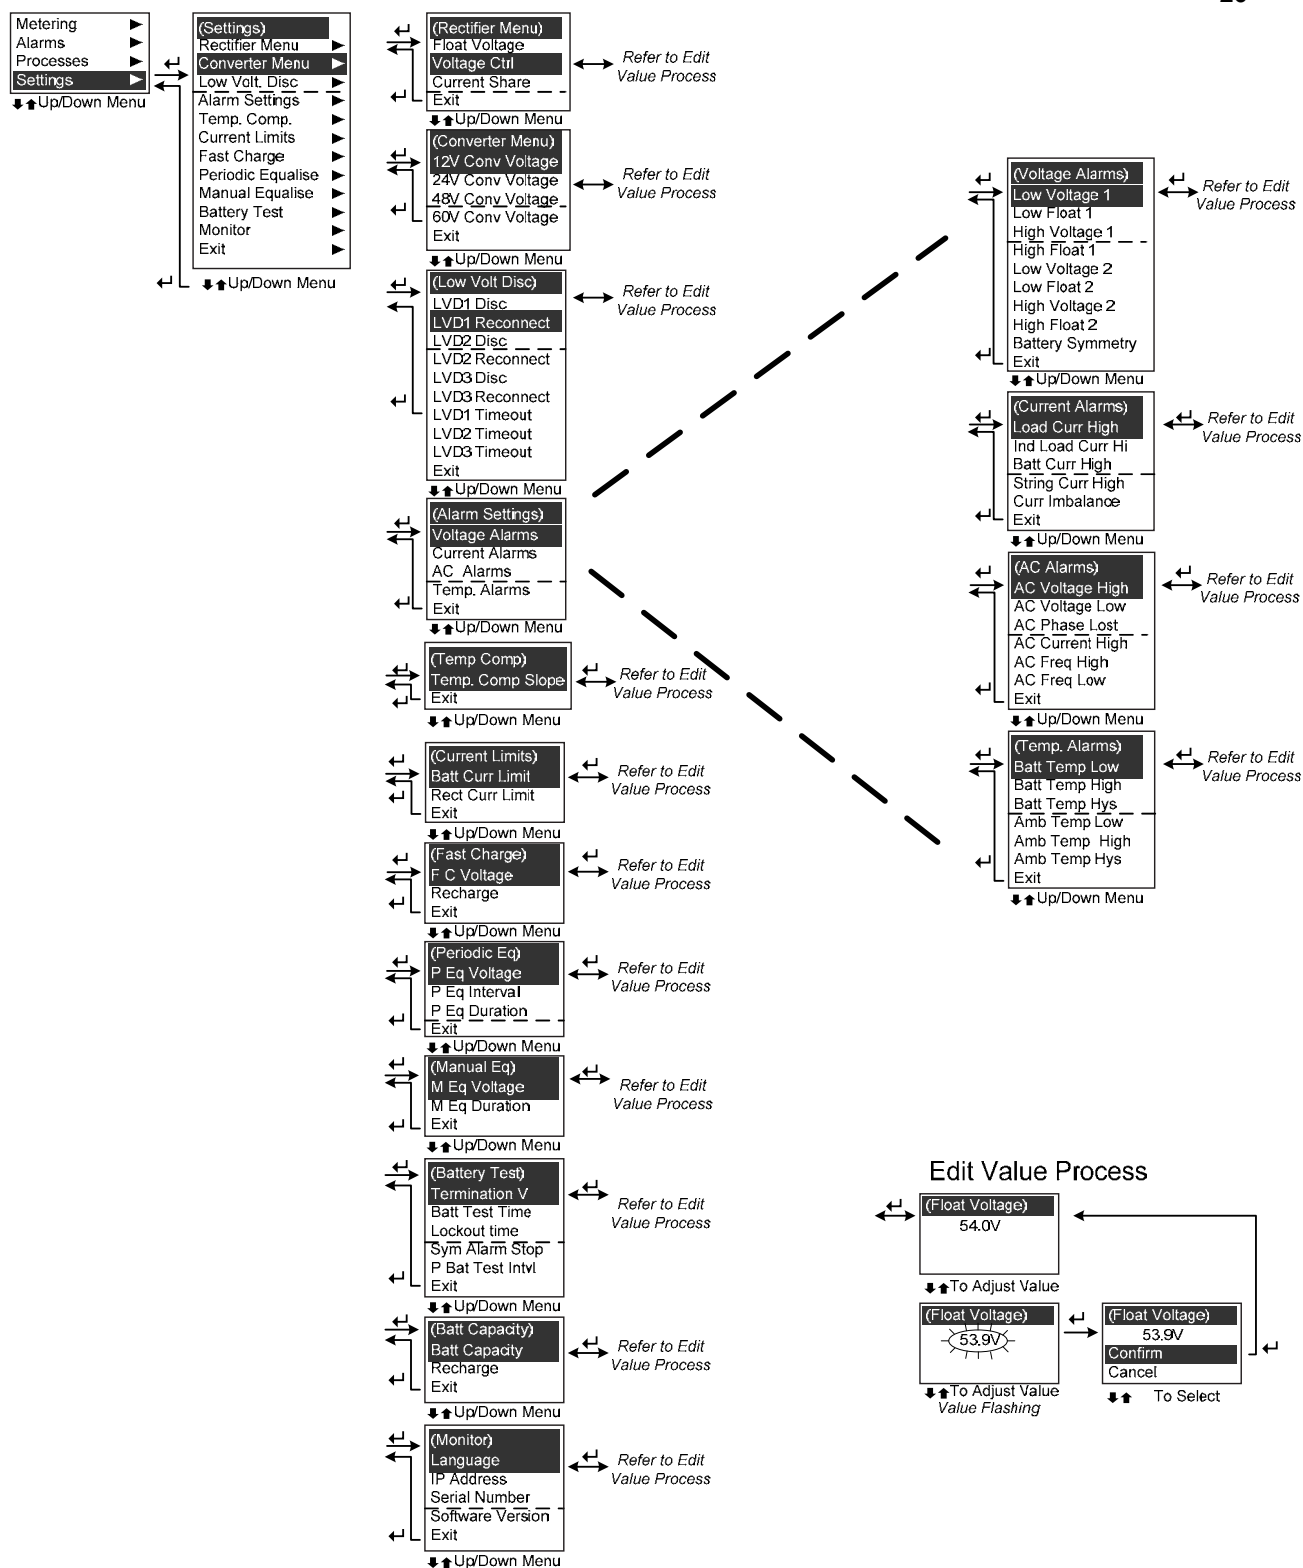 Metering
Alarms
Processes
Settings
Up/Down Menu
(Settings)
Rectifier Menu
Converter Menu
Low Volt. Disc
Alarm Settings
Temp. Comp.
Current Limits
Fast Charge
Periodic Equalise
Manual Equalise
Battery Test
Monitor
Exit
Up/Down Menu
(Rectifier Menu)
Float Voltage
Voltage Ctrl
Current Share
Exit
Up/Down Menu
Refer to Edit
Value Process
(Converter Menu)
12V Conv Voltage
24V Conv Voltage
48V Conv Voltage
60V Conv Voltage
Exit
Up/Down Menu
Refer to Edit
Value Process
(Low Volt Disc)
LVD1 Disc
LVD1 Reconnect
LVD2 Disc
LVD2 Reconnect
LVD3 Disc
LVD3 Reconnect
LVD1 Timeout
LVD2 Timeout
LVD3 Timeout
Exit
Up/Down Menu
Refer to Edit
Value Process
(Alarm Settings)
Voltage Alarms
Current Alarms
AC Alarms
Temp. Alarms
Exit
Up/Down Menu
(Temp Comp)
Temp. Comp Slope
Exit
Up/Down Menu
Refer to Edit
Value Process
(Current Limits)
Batt Curr Limit
Rect Curr Limit
Exit
Up/Down Menu
Refer to Edit
Value Process
(Fast Charge)
F C Voltage
Recharge
Exit
Up/Down Menu
Refer to Edit
Value Process
(Periodic Eq)
P Eq Voltage
P Eq Interval
P Eq Duration
Exit
Up/Down Menu
Refer to Edit
Value Process
(Manual Eq)
M Eq Voltage
M Eq Duration
Exit
Up/Down Menu
Refer to Edit
Value Process
(Battery Test)
Termination V
Batt Test Time
Lockout time
Sym Alarm Stop
P Bat Test Intvl
Exit
Up/Down Menu
Refer to Edit
Value Process
(Batt Capacity)
Batt Capacity
Recharge
Exit
Up/Down Menu
Refer to Edit
Value Process
(Monitor)
Language
IP Address
Serial Number
Software Version
Exit
Up/Down Menu
Refer to Edit
Value Process
(Voltage Alarms)
Low Voltage 1
Low Float 1
High Voltage 1
High Float 1
Low Voltage 2
Low Float 2
High Voltage 2
High Float 2
Battery Symmetry
Exit
Up/Down Menu
Refer to Edit
Value Process
(Current Alarms)
Load Curr High
Ind Load Curr Hi
Batt Curr High
String Curr High
Curr Imbalance
Exit
Up/Down Menu
Refer to Edit
Value Process
(AC Alarms)
AC Voltage High
AC Voltage Low
AC Phase Lost
AC Current High
AC Freq High
AC Freq Low
Exit
Up/Down Menu
Refer to Edit
Value Process
(Temp. Alarms)
Batt Temp Low
Batt Temp High
Batt Temp Hys
Amb Temp Low
Amb Temp High
Amb Temp Hys
Exit
Up/Down Menu
Refer to Edit
Value Process
Edit Value Process
(Float Voltage)
54.0V
To Adjust Value
(Float Voltage)
53.9V
To Adjust Value
Value Flashing
(Float Voltage)
53.9V
Confirm
Cancel
To Select